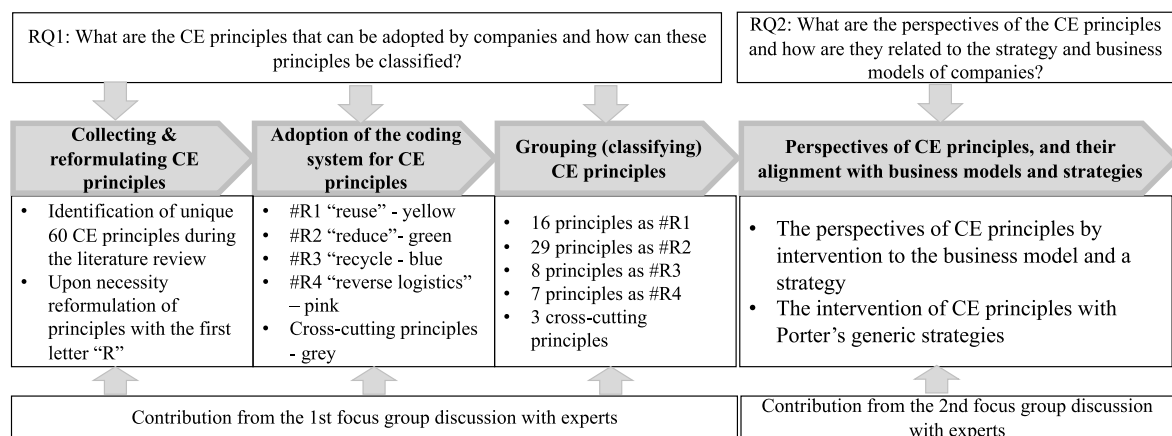 RQ1: What are the CE principles that can be adopted by companies and how can these
principles be classified?
RQ2: What are the perspectives of the CE principles
and how are they related to the strategy and business
models of companies?
Collecting &
reformulating CE
principles
Adoption of the coding
system for CE
principles
Grouping (classifying)
CE principles
Perspectives of CE principles, and their
alignment with business models and strategies
• Identification of unique
60 CE principles during
the literature review
• Upon necessity
reformulation of
principles with the first
letter “R”
• #R1 “reuse” - yellow
• #R2 “reduce”- green
• #R3 “recycle - blue
• #R4 “reverse logistics”
– pink
• Cross-cutting principles
- grey
• 16 principles as #R1
• 29 principles as #R2
• 8 principles as #R3
• 7 principles as #R4
• 3 cross-cutting
principles
• The perspectives of CE principles by
intervention to the business model and a
strategy
• The intervention of CE principles with
Porter’s generic strategies
Contribution from the 1st focus group discussion with experts
Contribution from the 2nd focus group discussion
with experts